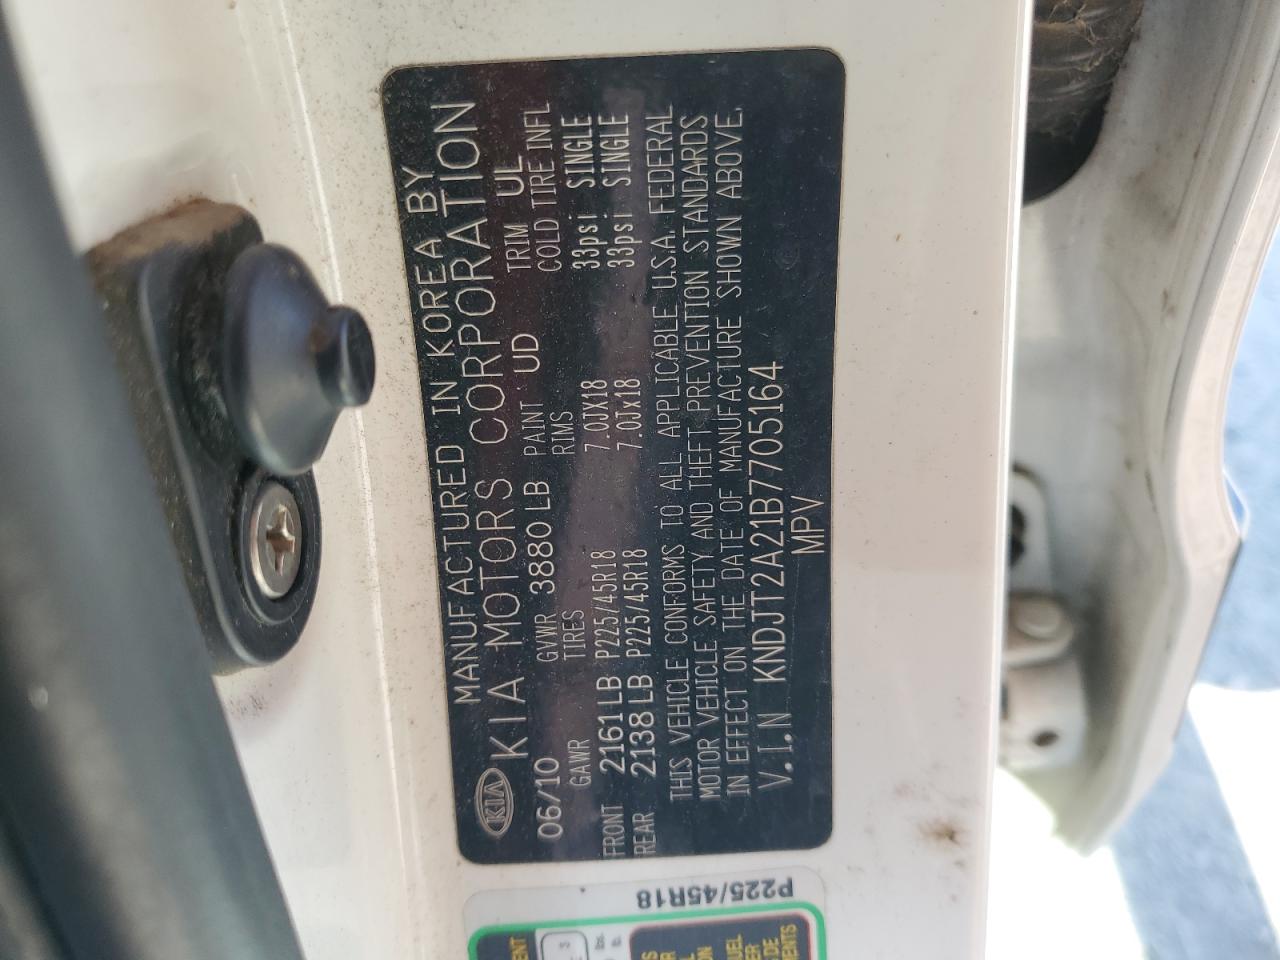 MANUFACTURED IN KOREA BY
KIA KIA MOTORS CORPORATION
06/10 GVWR 3880 LB PAINT UD TRIM UL
GAWR TIRES RIMS COLD TIRE INFL
FRONT 2161 LB P225/45R18 7.0JX18 33psi SINGLE
REAR 2138 LB P225/45R18 7.0Jx18 33psi SINGLE
THIS VEHICLE CONFORMS TO ALL APPLICABLE U.S.A. FEDERAL
MOTOR VEHICLE SAFETY AND THEFT PREVENTION STANDARDS
IN EFFECT ON THE DATE OF MANUFACTURE SHOWN ABOVE.
V.I.N KNDJT2A21B7705164
MPV
P225/45R18